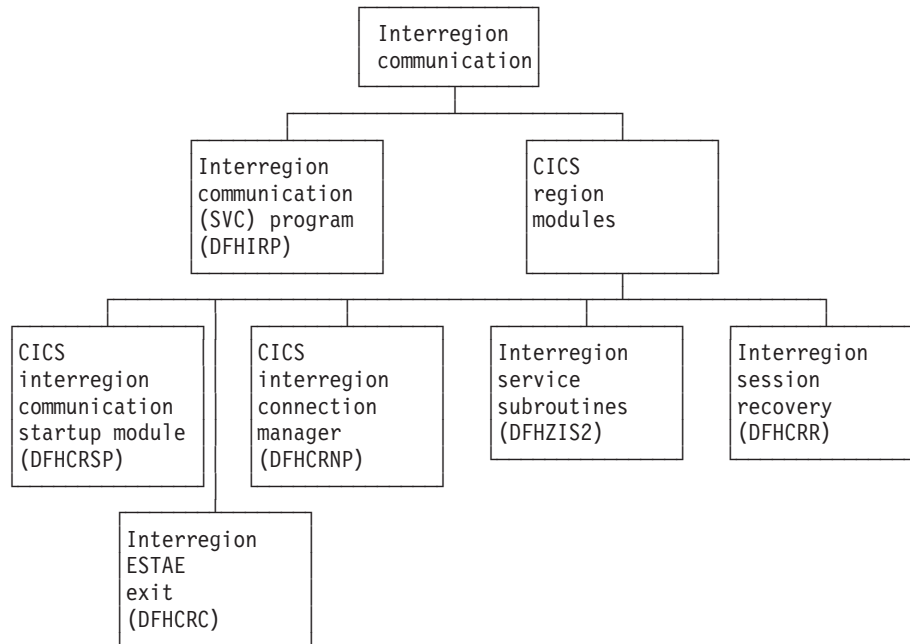 Interregion
communication
Interregion
communication
(SVC) program
(DFHIRP)
CICS
region
modules
CICS
interregion
communication
startup module
(DFHCRSP)
CICS
interregion
connection
manager
(DFHCRNP)
Interregion
service
subroutines
(DFHZIS2)
Interregion
session
recovery
(DFHCRR)
Interregion
ESTAE
exit
(DFHCRC)